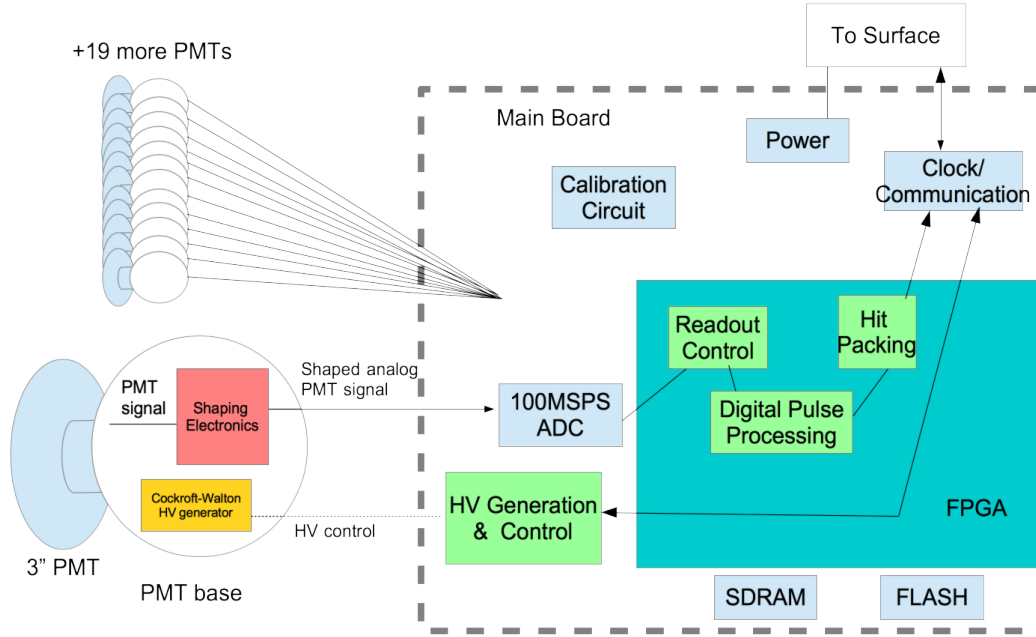 +19 more PMTs
To Surface
Main Board
Power
Clock/
Communication
Calibration
Circuit
Readout
Control
Hit
Packing
Digital Pulse
Processing
FPGA
PMT
signal
Shaping
Electronics
Shaped analog
PMT signal
100MSPS
ADC
Cockroft-Walton
HV generator
HV control
HV Generation
& Control
3” PMT
PMT base
SDRAM
FLASH